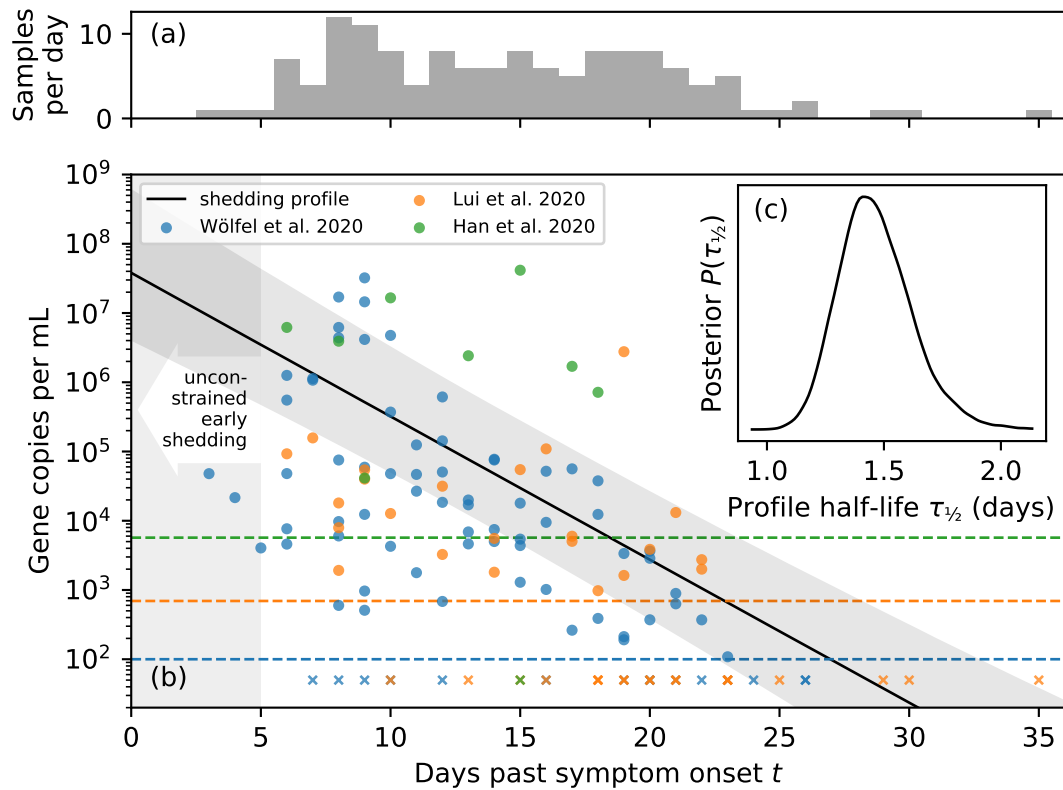 Samples
per day
(a)
10
0
Gene copies per mL
10⁹
10⁸
10⁷
10⁶
10⁵
10⁴
10³
10²
shedding profile
Wölfel et al. 2020
Lui et al. 2020
Han et al. 2020
uncon-
strained
early
shedding
(b)
0 5 10 15 20 25 30 35
Days past symptom onset t
(c)
Posterior P(τ½)
1.0 1.5 2.0
Profile half-life τ½ (days)